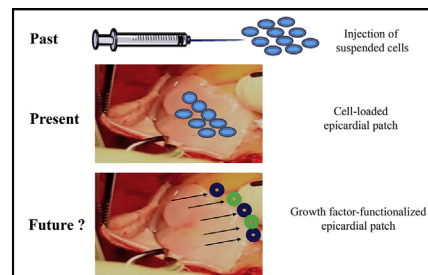 Past
Injection of
suspended cells
Present
Cell-loaded
epicardial patch
Future ?
Growth factor-functionalized
epicardial patch